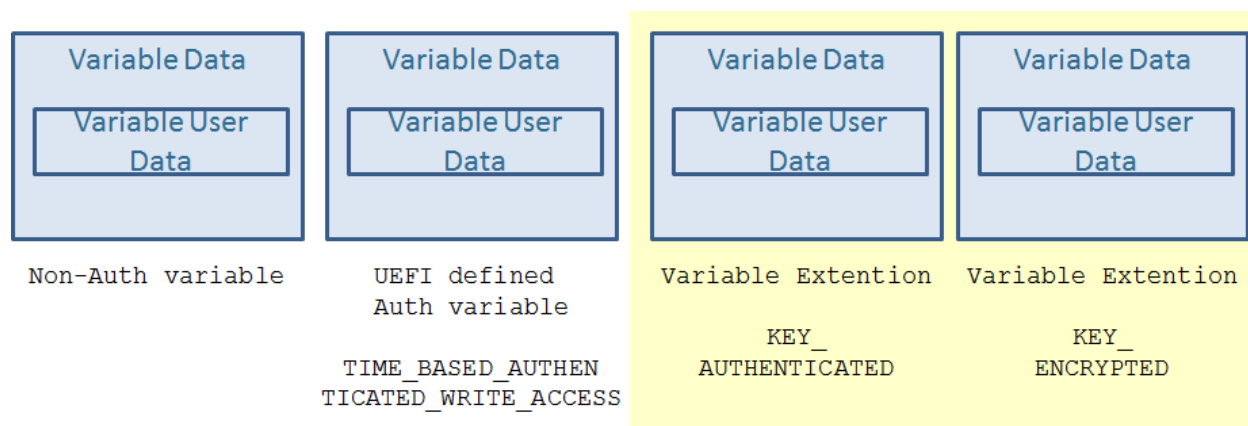 Variable Data
Variable User
Data
Non-Auth variable
Variable Data
Variable User
Data
UEFI defined
Auth variable
TIME_BASED_AUTHEN
TICATED_WRITE_ACCESS
Variable Data
Variable User
Data
Variable Extention
KEY_
AUTHENTICATED
Variable Data
Variable User
Data
Variable Extention
KEY_
ENCRYPTED